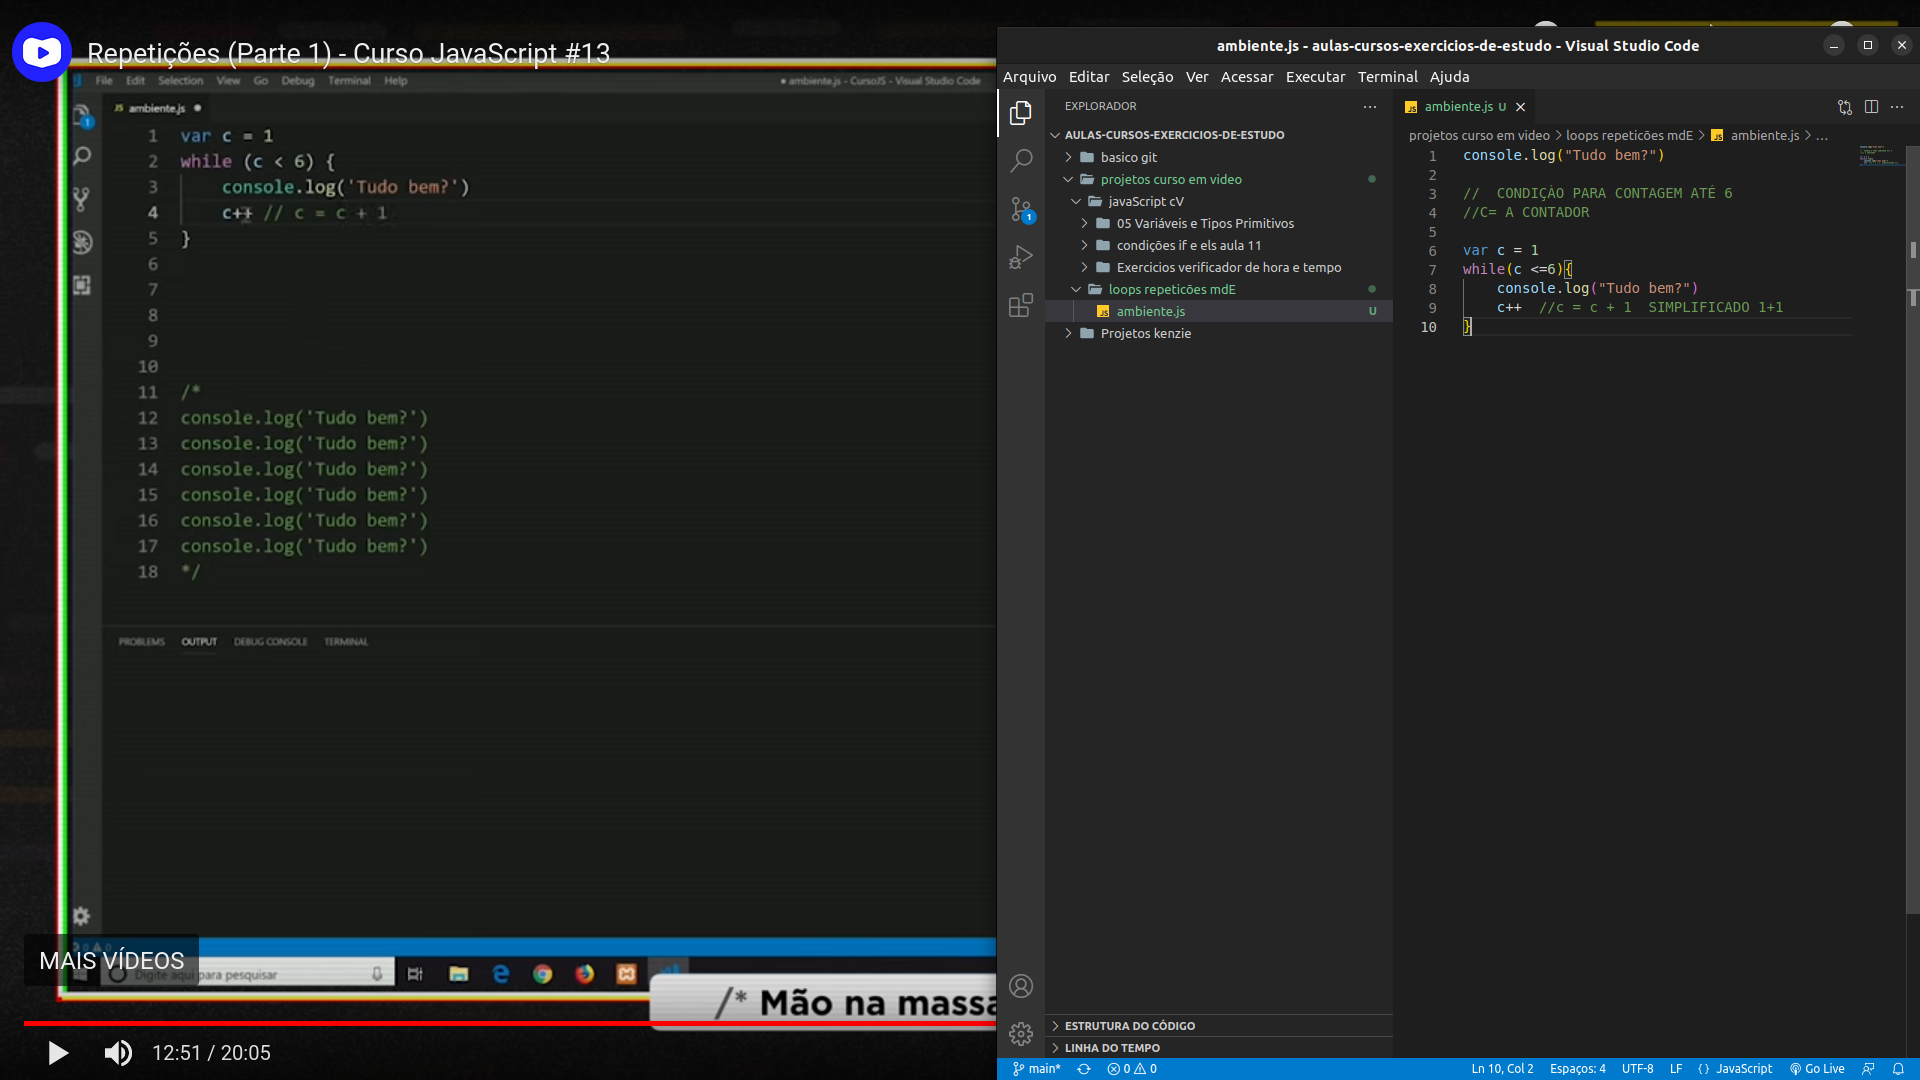 Repetições (Parte 1) - Curso JavaScript #13
File Edit Selection View Go Debug Terminal Help
● ambiente.js - CursoJS - Visual Studio Code
JS ambiente.js ●
1
1 var c = 1
2 while (c < 6) {
3 console.log('Tudo bem?')
4 c++ // c = c + 1
5 }
6
7
8
9
10
11 /*
12 console.log('Tudo bem?')
13 console.log('Tudo bem?')
14 console.log('Tudo bem?')
15 console.log('Tudo bem?')
16 console.log('Tudo bem?')
17 console.log('Tudo bem?')
18 */
PROBLEMS OUTPUT DEBUG CONSOLE TERMINAL
0 0
MAIS VÍDEOS
Digite aqui para pesquisar
/* Mão na massa
12:51 / 20:05
ambiente.js - aulas-cursos-exercicios-de-estudo - Visual Studio Code
Arquivo Editar Seleção Ver Acessar Executar Terminal Ajuda
EXPLORADOR
AULAS-CURSOS-EXERCICIOS-DE-ESTUDO
basico git
projetos curso em video
javaScript cV
1
05 Variáveis e Tipos Primitivos
condições if e els aula 11
Exercicios verificador de hora e tempo
loops repeticões mdE
JS ambiente.js U
Projetos kenzie
ESTRUTURA DO CÓDIGO
LINHA DO TEMPO
JS ambiente.js U
projetos curso em video > loops repeticões mdE > JS ambiente.js > ...
1 console.log("Tudo bem?")
2
3 // CONDIÇÀO PARA CONTAGEM ATÉ 6
4 //C= A CONTADOR
5
6 var c = 1
7 while(c <=6){
8 console.log("Tudo bem?")
9 c++ //c = c + 1 SIMPLIFICADO 1+1
10 }
main* 0 0 Ln 10, Col 2 Espaços: 4 UTF-8 LF { } JavaScript Go Live